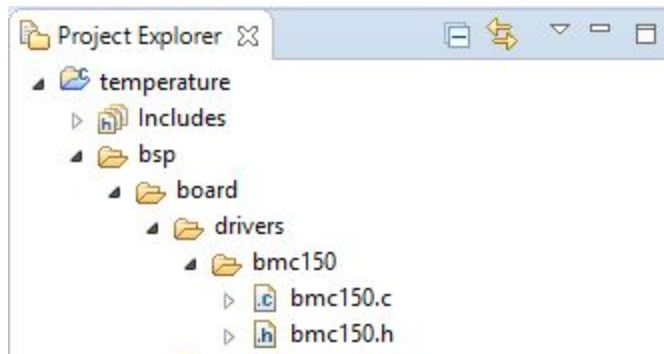 Project Explorer
temperature
Includes
bsp
board
drivers
bmc150
bmc150.c
bmc150.h